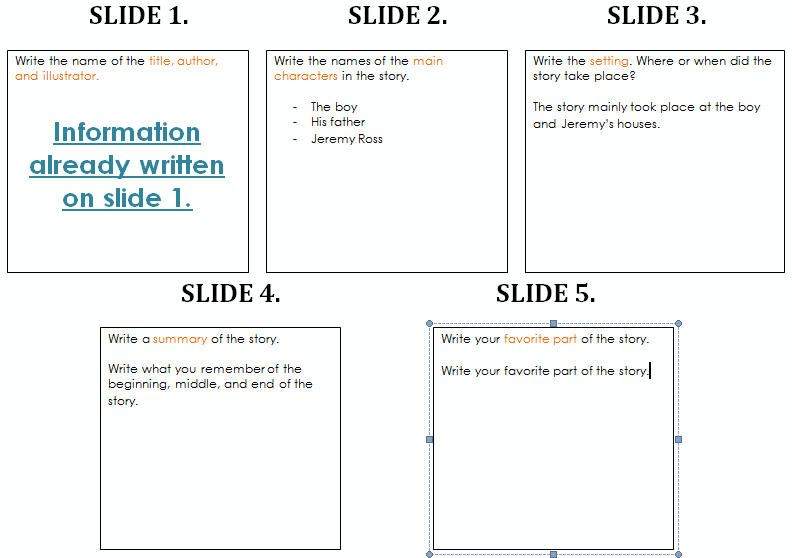 SLIDE 1.
SLIDE 2.
SLIDE 3.
Write the name of the title, author,
and illustrator.
Information
already written
on slide 1.
Write the names of the main
characters in the story.
- The boy
- His father
- Jeremy Ross
Write the setting. Where or when did the
story take place?
The story mainly took place at the boy
and Jeremy's houses.
SLIDE 4.
SLIDE 5.
Write a summary of the story.
Write what you remember of the
beginning, middle, and end of the
story.
Write your favorite part of the story.
Write your favorite part of the story.